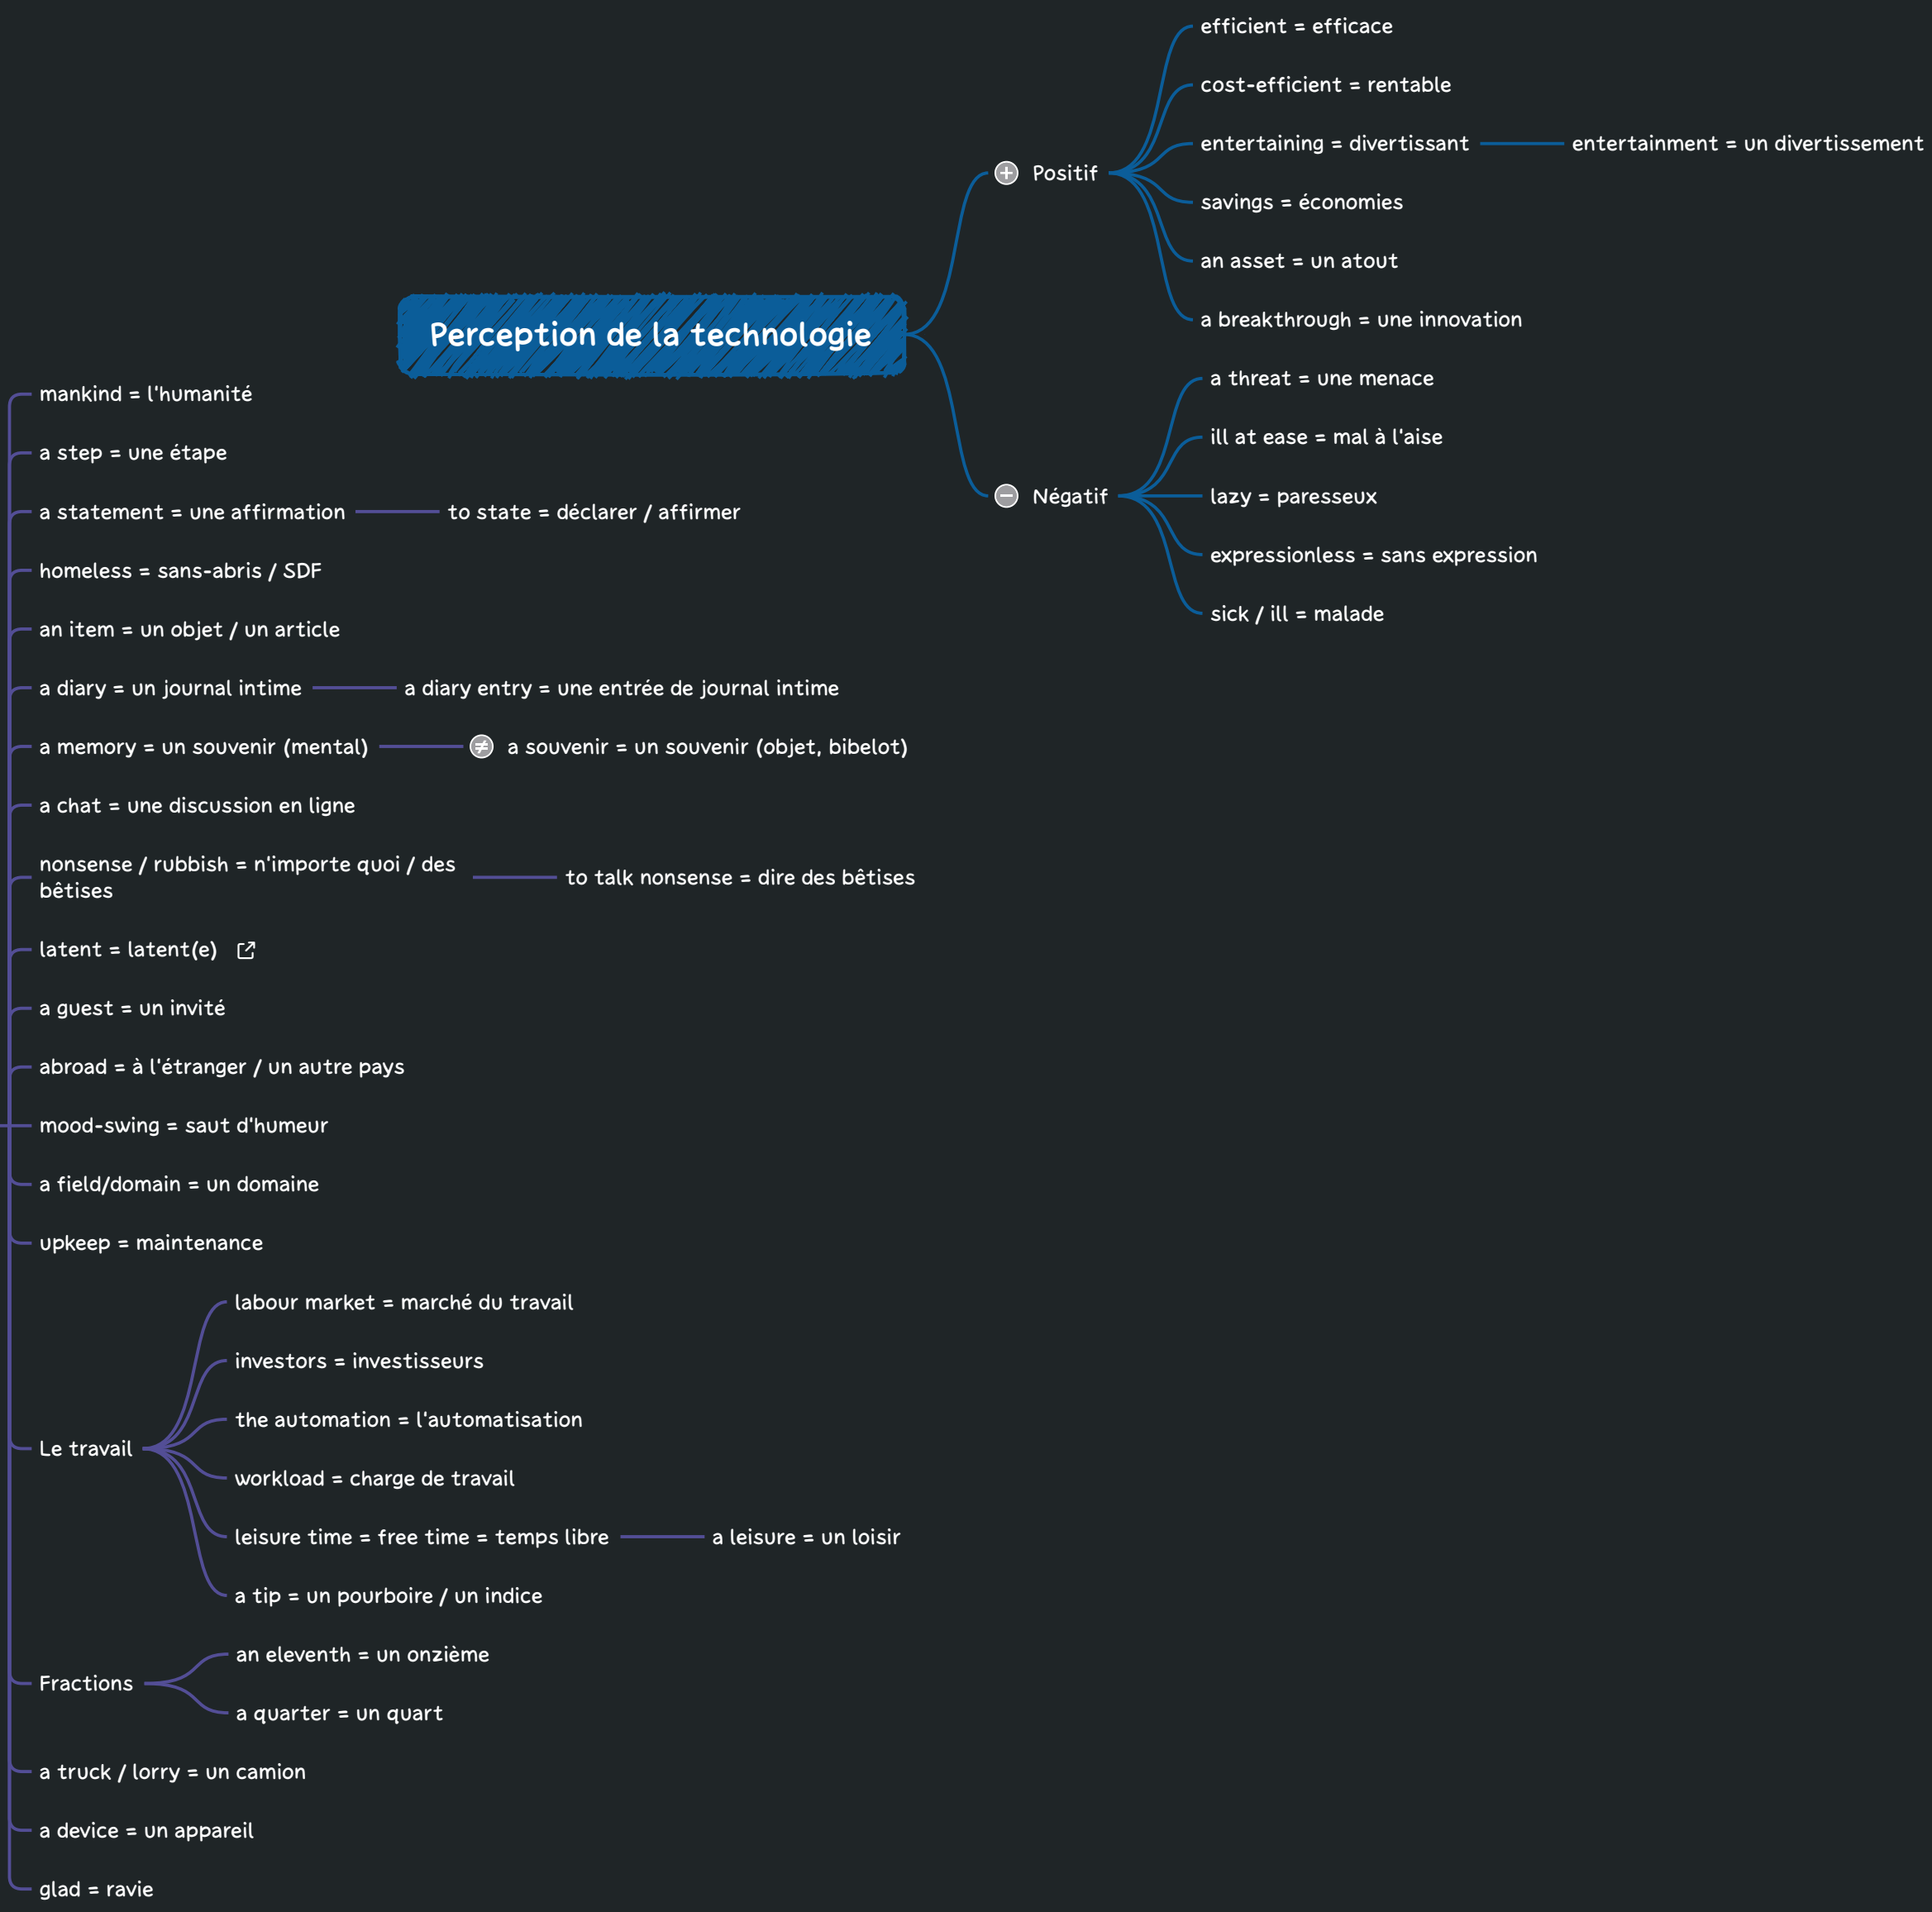 Perception de la technologie
Positif
efficient = efficace
cost-efficient = rentable
entertaining = divertissant
entertainment = un divertissement
savings = économies
an asset = un atout
a breakthrough = une innovation
Négatif
a threat = une menace
ill at ease = mal à l'aise
lazy = paresseux
expressionless = sans expression
sick / ill = malade
mankind = l'humanité
a step = une étape
a statement = une affirmation
to state = déclarer / affirmer
homeless = sans-abris / SDF
an item = un objet / un article
a diary = un journal intime
a diary entry = une entrée de journal intime
a memory = un souvenir (mental)
≠ a souvenir = un souvenir (objet, bibelot)
a chat = une discussion en ligne
nonsense / rubbish = n'importe quoi / des
bêtises
to talk nonsense = dire des bêtises
latent = latent(e)
a guest = un invité
abroad = à l'étranger / un autre pays
mood-swing = saut d'humeur
a field/domain = un domaine
upkeep = maintenance
Le travail
labour market = marché du travail
investors = investisseurs
the automation = l'automatisation
workload = charge de travail
leisure time = free time = temps libre
a leisure = un loisir
a tip = un pourboire / un indice
Fractions
an eleventh = un onzième
a quarter = un quart
a truck / lorry = un camion
a device = un appareil
glad = ravie